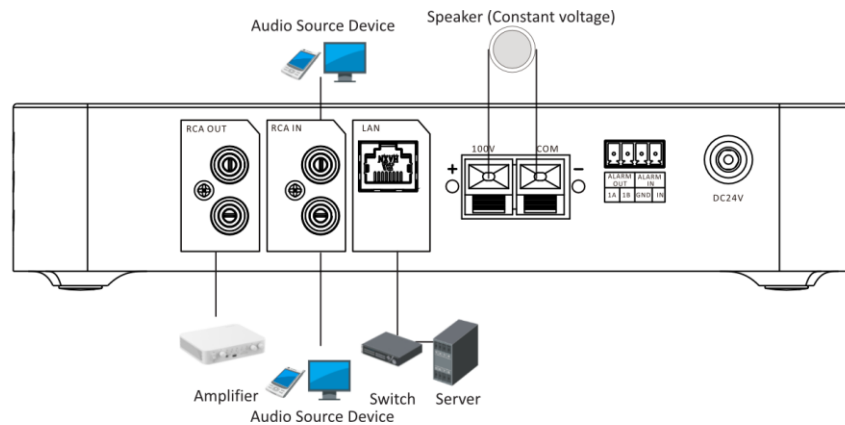 Audio Source Device
Speaker (Constant voltage)
RCA OUT
RCA IN
LAN
100V
COM
+
−
ALARM OUT
ALARM IN
1A 1B GND IN
DC24V
Amplifier
Audio Source Device
Switch
Server